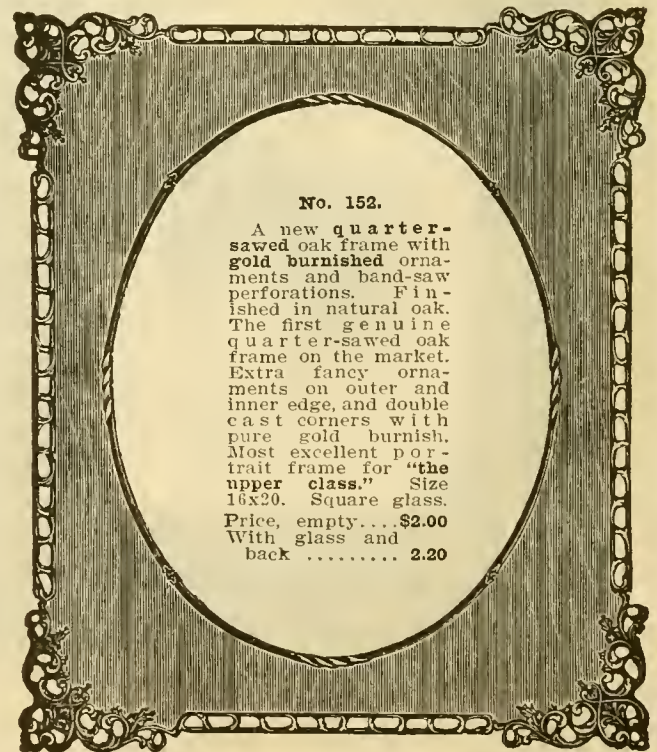 No. 152.
A new quarter-
sawed oak frame with
gold burnished orna-
ments and band-saw
perforations. Fin-
ished in natural oak.
The first genuine
quarter-sawed oak
frame on the market.
Extra fancy orna-
ments on outer and
inner edge, and double
cast corners with
pure gold burnish.
Most excellent por-
trait frame for "the
upper class." Size
16x20. Square glass.
Price, empty....$2.00
With glass and
back ......... 2.20